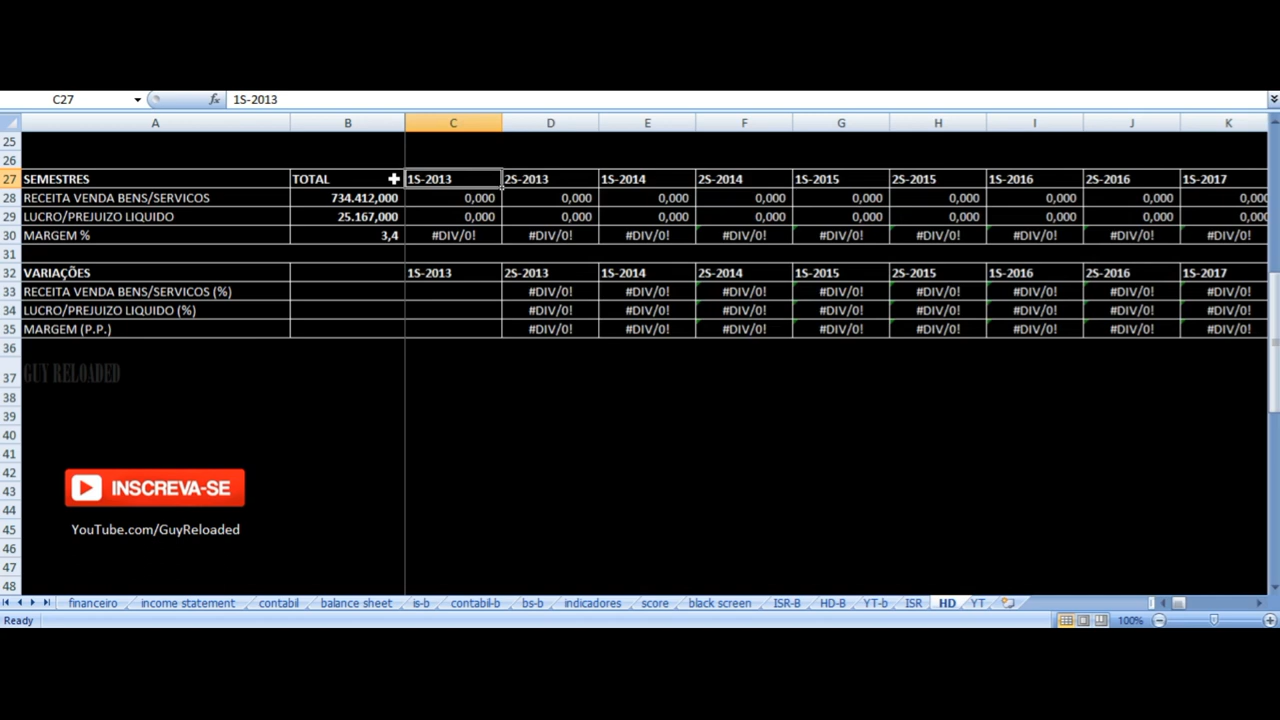 C27 fx 1S-2013
A B C D E F G H I J K
25
26
27 SEMESTRES TOTAL 1S-2013 2S-2013 1S-2014 2S-2014 1S-2015 2S-2015 1S-2016 2S-2016 1S-2017
28 RECEITA VENDA BENS/SERVICOS 734.412,000 0,000 0,000 0,000 0,000 0,000 0,000 0,000 0,000 0,000
29 LUCRO/PREJUIZO LIQUIDO 25.167,000 0,000 0,000 0,000 0,000 0,000 0,000 0,000 0,000 0,000
30 MARGEM % 3,4 #DIV/0! #DIV/0! #DIV/0! #DIV/0! #DIV/0! #DIV/0! #DIV/0! #DIV/0! #DIV/0!
31
32 VARIAÇÕES 1S-2013 2S-2013 1S-2014 2S-2014 1S-2015 2S-2015 1S-2016 2S-2016 1S-2017
33 RECEITA VENDA BENS/SERVICOS (%) #DIV/0! #DIV/0! #DIV/0! #DIV/0! #DIV/0! #DIV/0! #DIV/0! #DIV/0!
34 LUCRO/PREJUIZO LIQUIDO (%) #DIV/0! #DIV/0! #DIV/0! #DIV/0! #DIV/0! #DIV/0! #DIV/0! #DIV/0!
35 MARGEM (P.P.) #DIV/0! #DIV/0! #DIV/0! #DIV/0! #DIV/0! #DIV/0! #DIV/0! #DIV/0!
36
37 GUY RELOADED
38
39
40
41
42
43 INSCREVA-SE
44
45 YouTube.com/GuyReloaded
46
47
48
financeiro income statement contabil balance sheet is-b contabil-b bs-b indicadores score black screen ISR-B HD-B YT-b ISR HD YT
Ready 100%